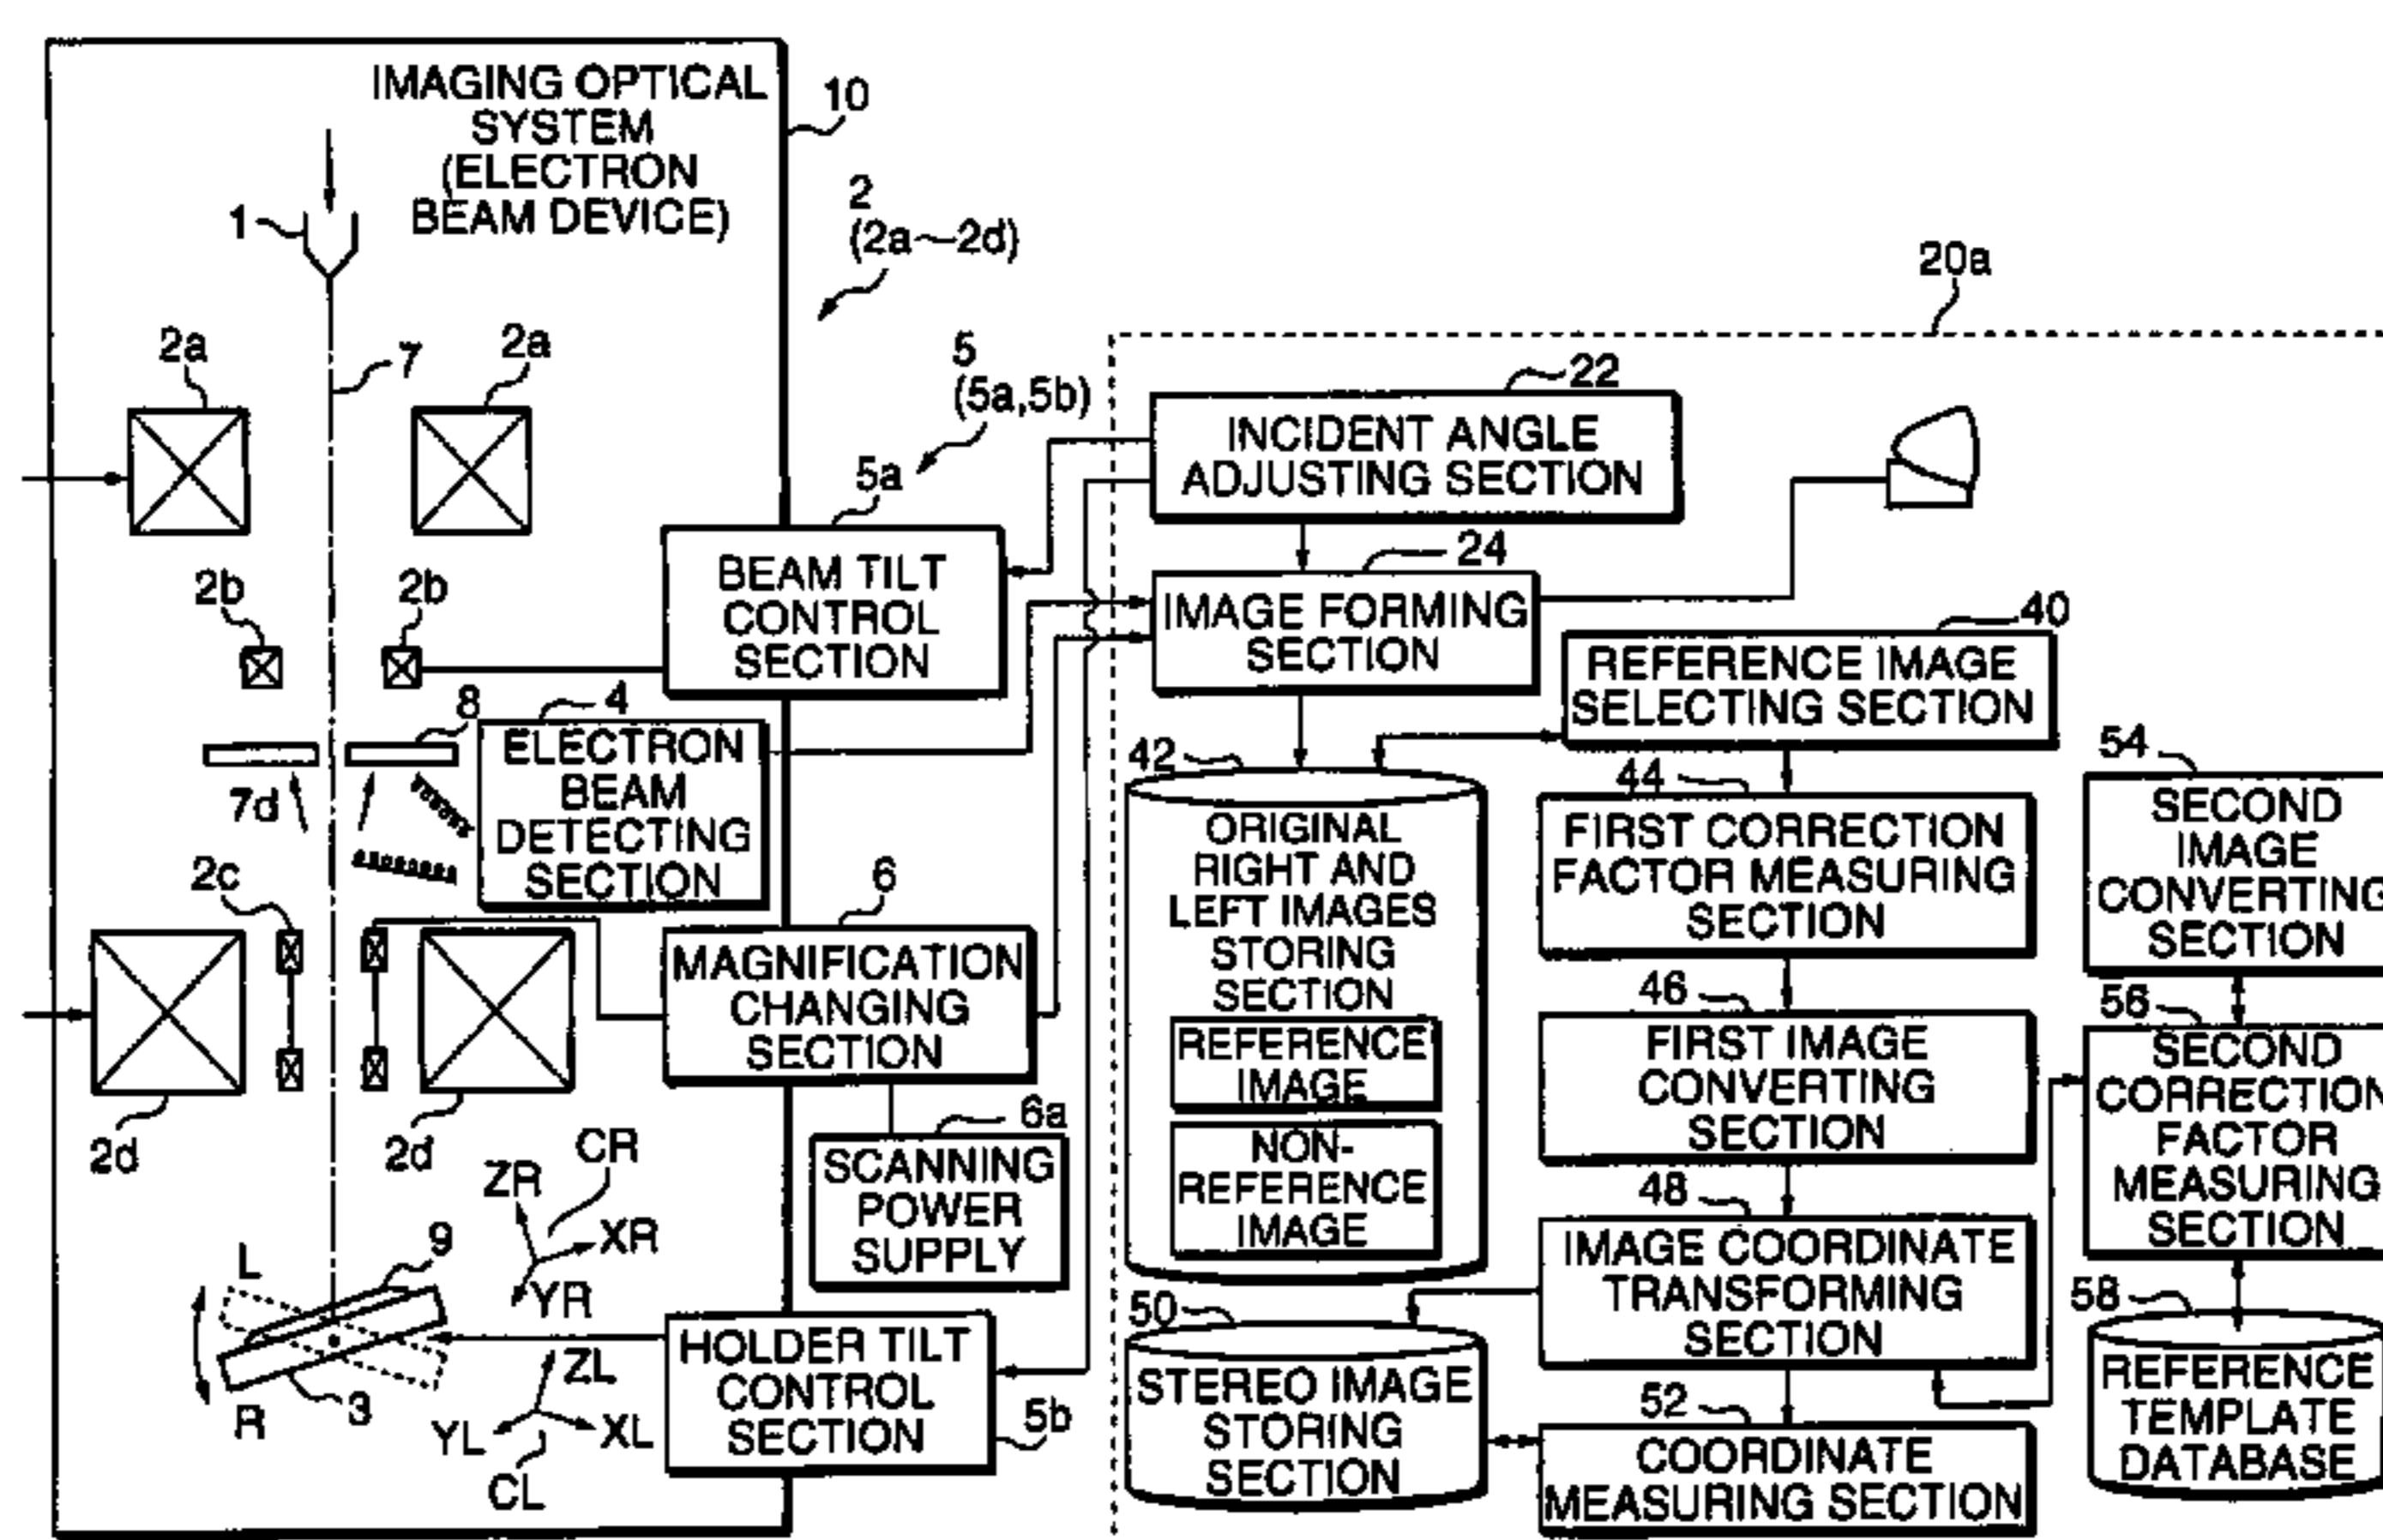 IMAGING OPTICAL
SYSTEM
(ELECTRON
BEAM DEVICE)
10
1
2
(2a~2d)
20a
2a
2a
7
5
(5a,5b)
22
INCIDENT ANGLE
ADJUSTING SECTION
5a
BEAM TILT
CONTROL
SECTION
24
IMAGE FORMING
SECTION
2b
2b
40
REFERENCE IMAGE
SELECTING SECTION
8
4
ELECTRON
BEAM
DETECTING
SECTION
7d
42
ORIGINAL
RIGHT AND
LEFT IMAGES
STORING
SECTION
REFERENCE
IMAGE
NON-
REFERENCE
IMAGE
44
FIRST CORRECTION
FACTOR MEASURING
SECTION
54
SECOND
IMAGE
CONVERTING
SECTION
2c
6
MAGNIFICATION
CHANGING
SECTION
46
FIRST IMAGE
CONVERTING
SECTION
56
SECOND
CORRECTION
FACTOR
MEASURING
SECTION
2d
2d
6a
SCANNING
POWER
SUPPLY
CR
ZR
XR
YR
48
IMAGE COORDINATE
TRANSFORMING
SECTION
L
9
R
3
50
STEREO IMAGE
STORING
SECTION
58
REFERENCE
TEMPLATE
DATABASE
HOLDER TILT
CONTROL
SECTION
5b
ZL
YL
XL
CL
52
COORDINATE
MEASURING SECTION